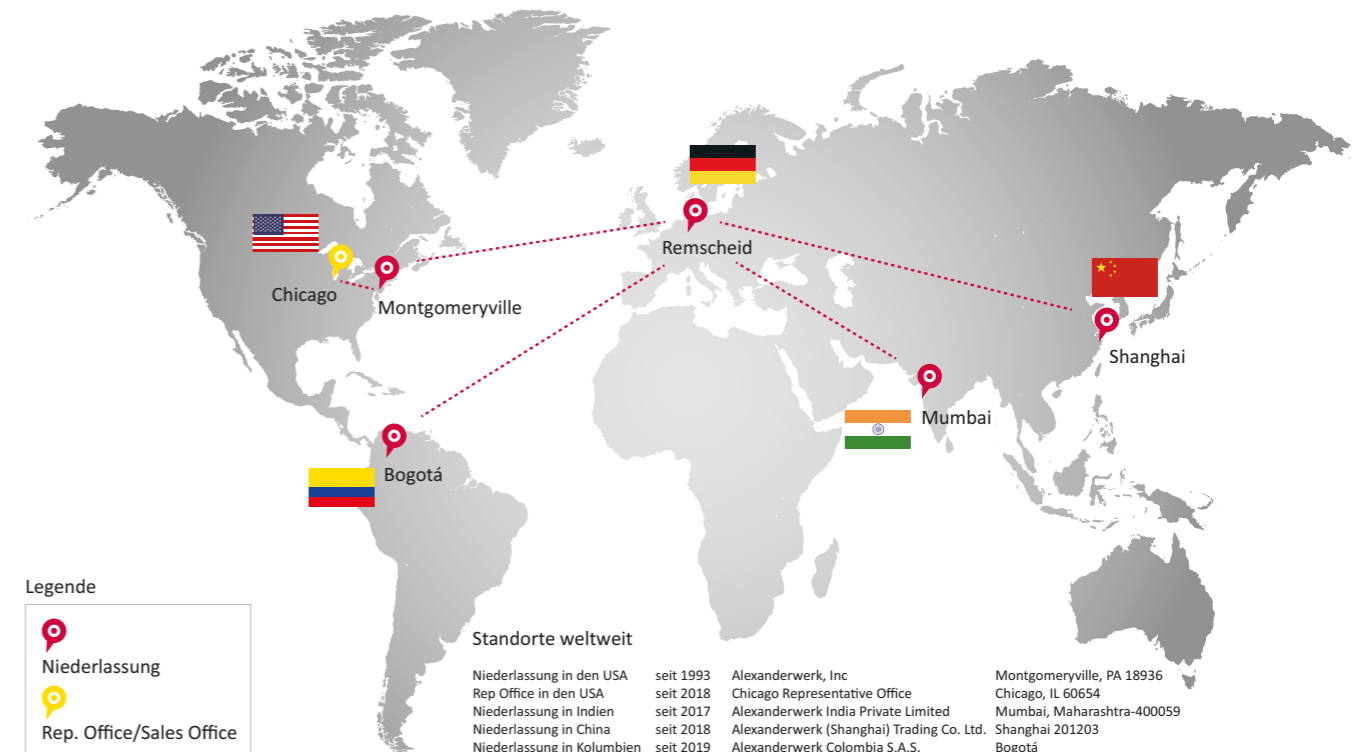 Remscheid
Chicago
Montgomeryville
Shanghai
Mumbai
Bogotá
Legende
Niederlassung
Rep. Office/Sales Office
Standorte weltweit
Niederlassung in den USA seit 1993 Alexanderwerk, Inc Montgomeryville, PA 18936
Rep Office in den USA seit 2018 Chicago Representative Office Chicago, IL 60654
Niederlassung in Indien seit 2017 Alexanderwerk India Private Limited Mumbai, Maharashtra-400059
Niederlassung in China seit 2018 Alexanderwerk (Shanghai) Trading Co. Ltd. Shanghai 201203
Niederlassung in Kolumbien seit 2019 Alexanderwerk Colombia S.A.S. Bogotá